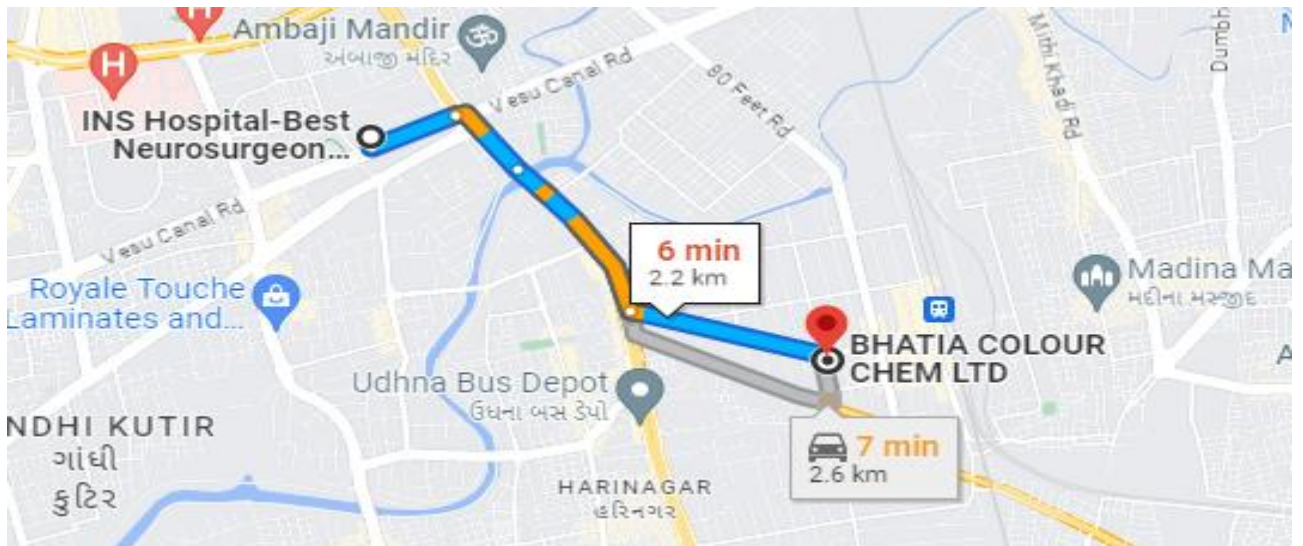 H
H
Ambaji Mandir
અંબાજી મંદિર
INS Hospital-Best
Neurosurgeon...
Vesu Canal Rd
80 Feet Rd
Mithi Khadi Rd
Vesu Canal Rd
6 min
2.2 km
Royale Touche
Laminates and...
Madina Ma
મદીના મસ્જીદ
BHATIA COLOUR
CHEM LTD
Udhna Bus Depot
ઉધના બસ ડેપો
7 min
2.6 km
NDHI KUTIR
ગાંધી
કુટિર
HARINAGAR
હરિનગર